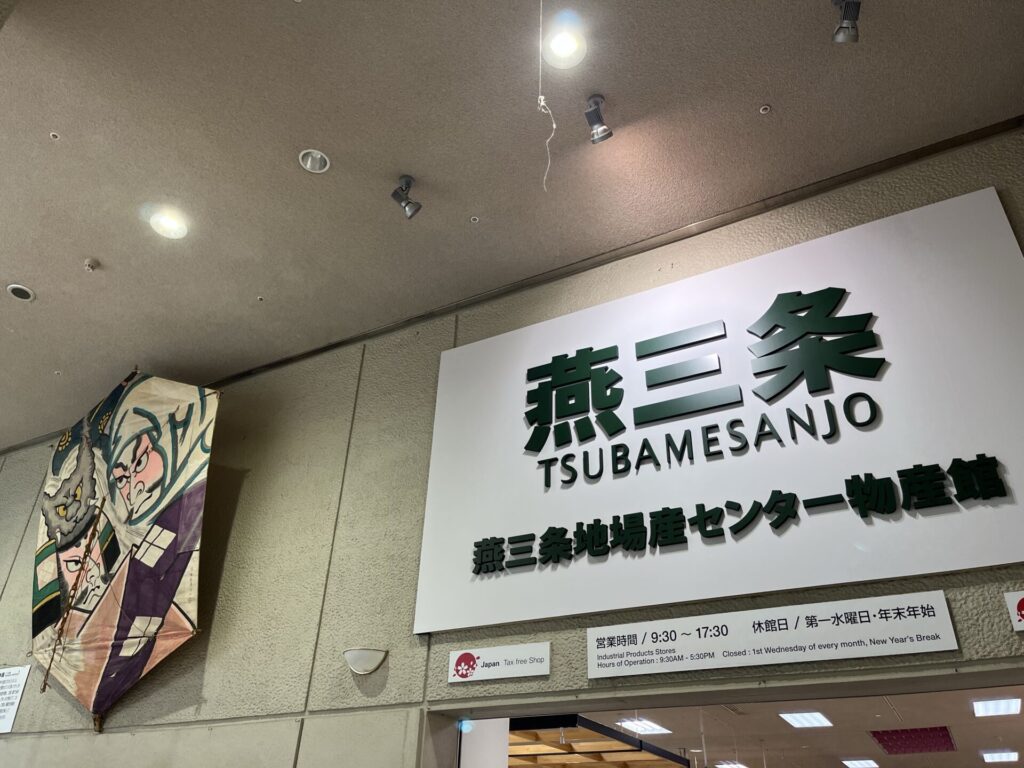 燕三条
TSUBAMESANJO
燕三条地場産センター物産館
営業時間 / 9:30 ～ 17:30 休館日 / 第一水曜日・年末年始
Industrial Products Stores
Hours of Operation : 9:30AM - 5:30PM Closed : 1st Wednesday of every month, New Year's Break
Japan Tax free Shop